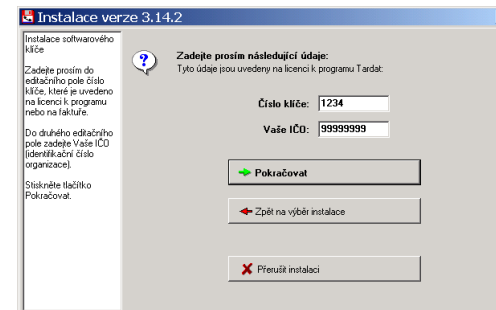 Instalace verze 3.14.2
Instalace softwarového
klíče
Zadejte prosím do
editačního pole číslo
klíče, které je uvedeno
na licenci k programu
nebo na faktuře.
Do druhého editačního
pole zadejte Vaše IČO
(identifikační číslo
organizace).
Stiskněte tlačítko
Pokračovat.
Zadejte prosím následující údaje:
Tyto údaje jsou uvedeny na licenci k programu Tardat:
Číslo klíče: 1234
Vaše IČO: 99999999
Pokračovat
Zpět na výběr instalace
Přerušit instalaci